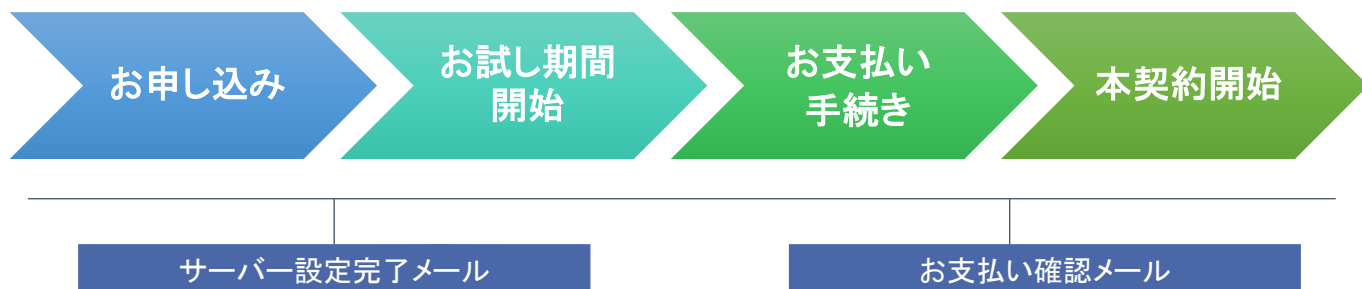 お申し込み
お試し期間
開始
お支払い
手続き
本契約開始
サーバー設定完了メール
お支払い確認メール